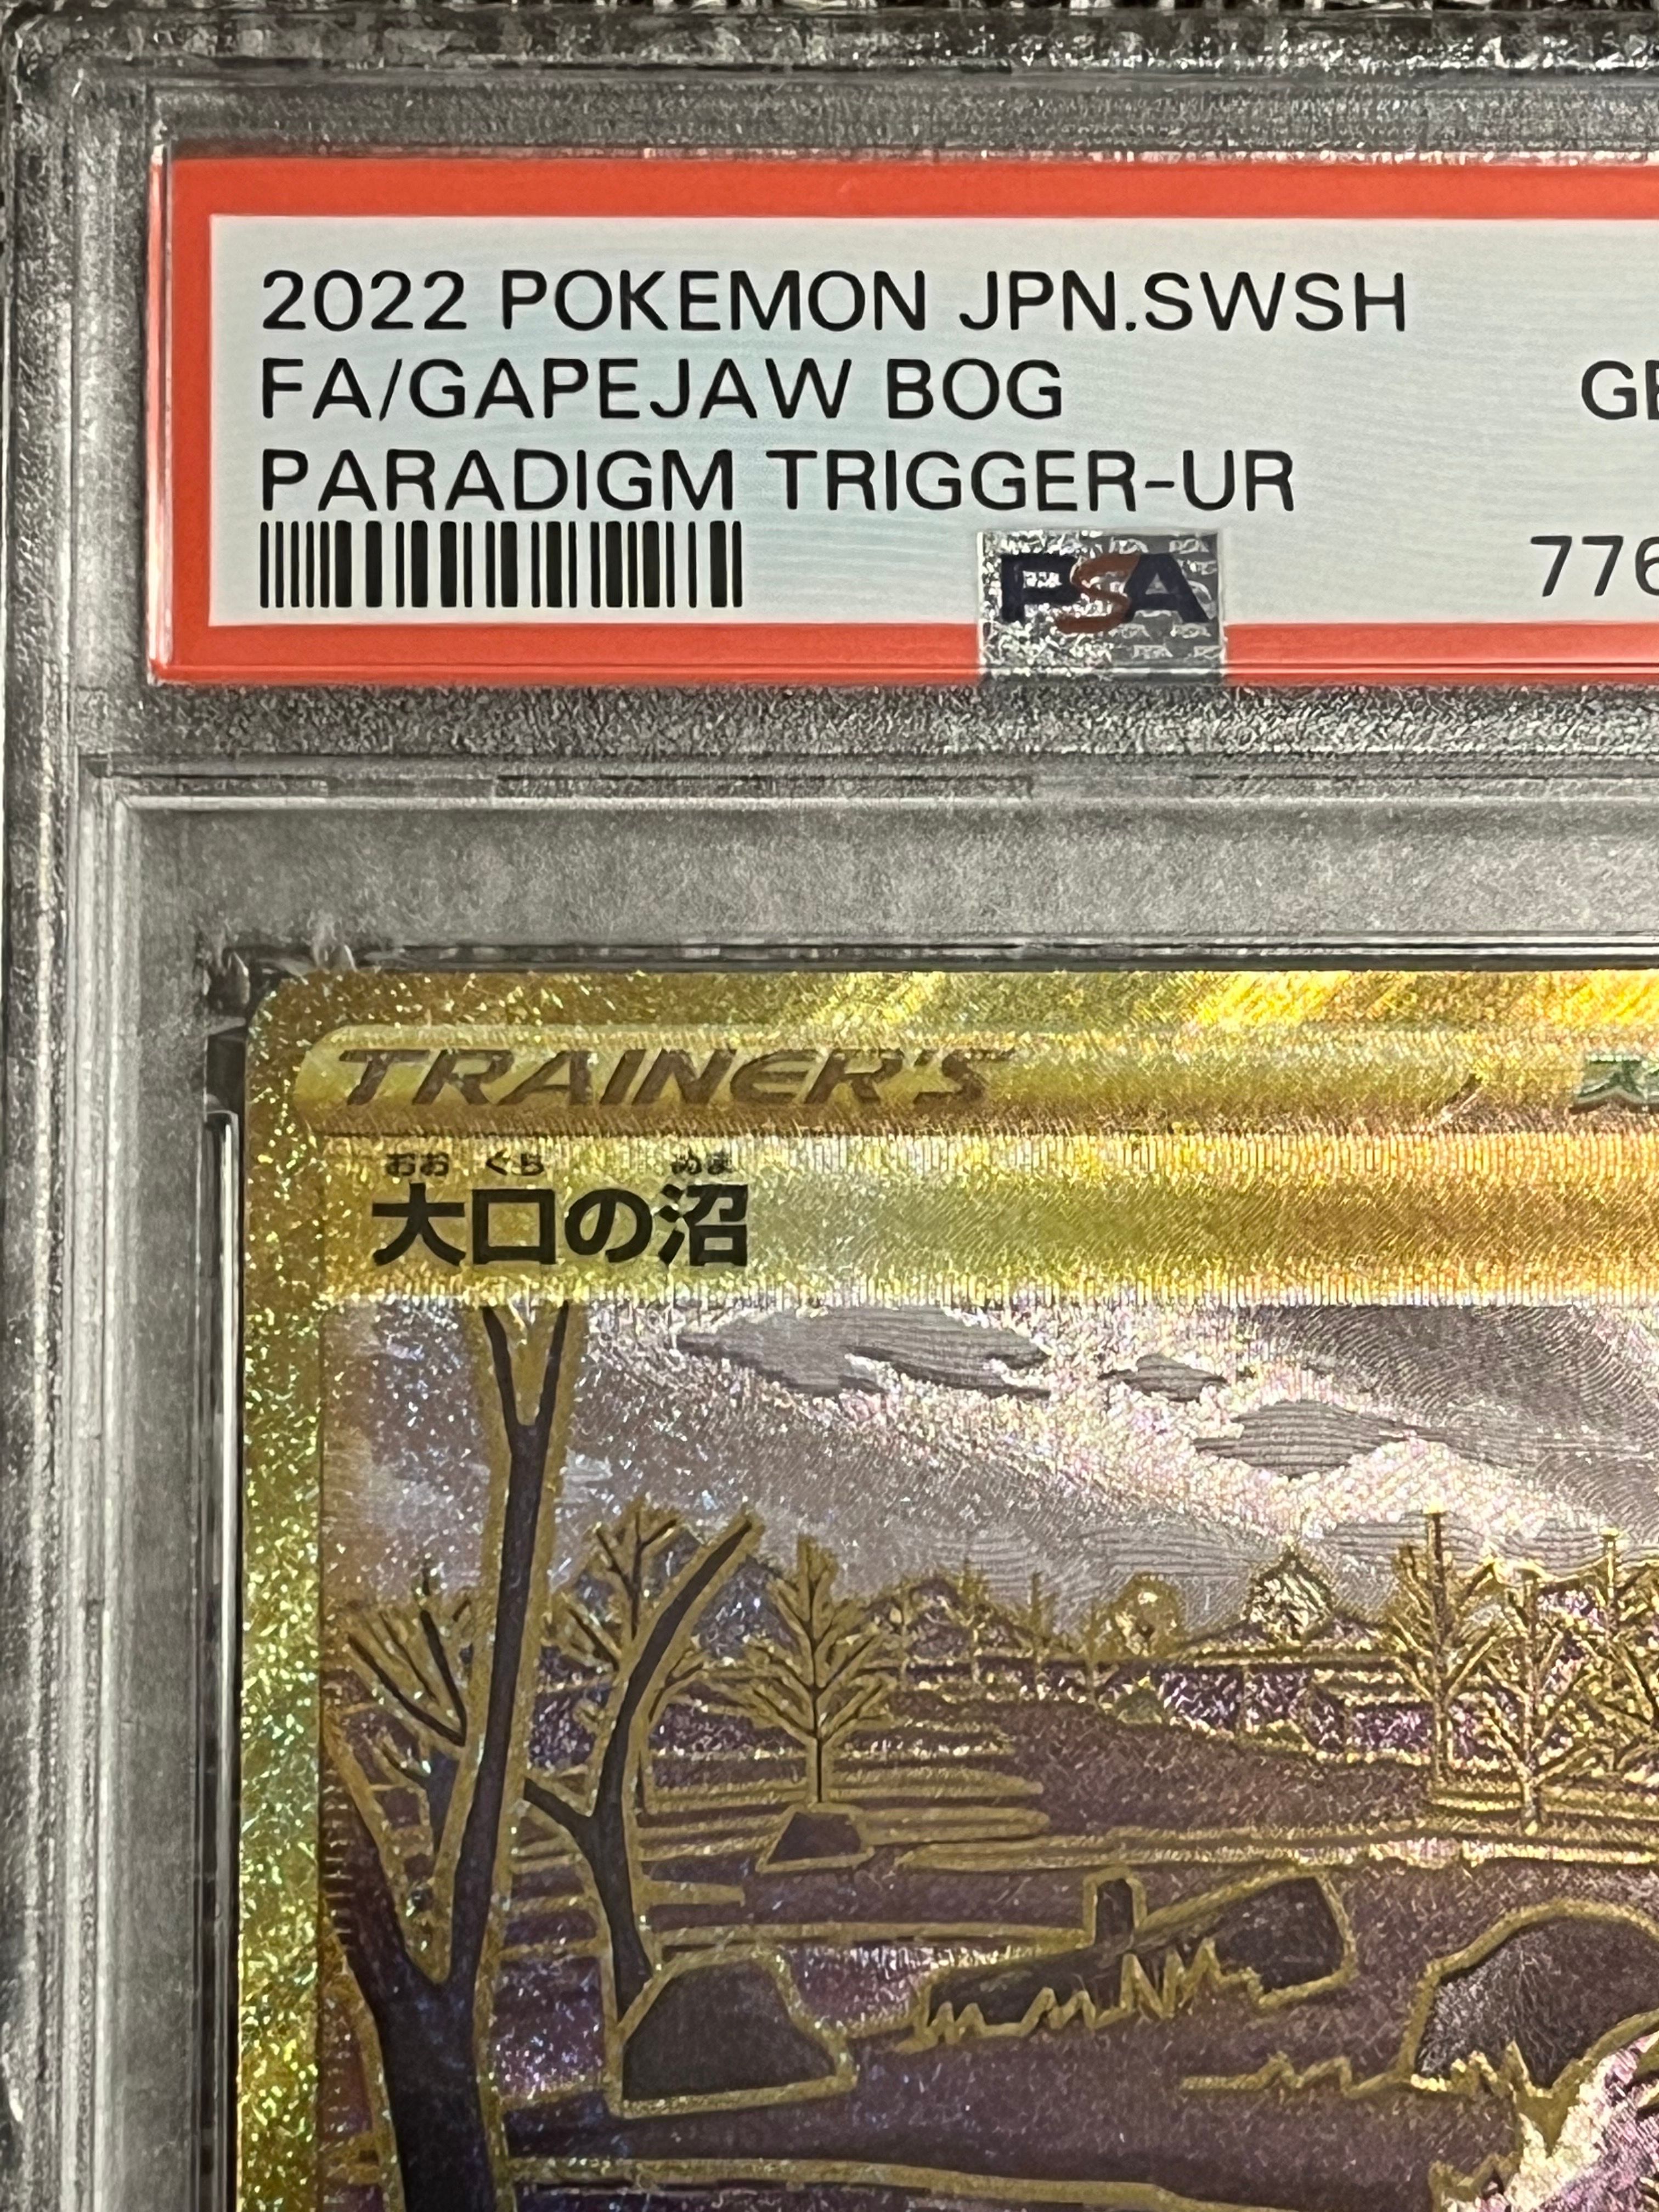 2022 POKEMON JPN.SWSH
FA/GAPEJAW BOG
PARADIGM TRIGGER-UR
PSA
TRAINER'S
おお ぐち ぬま
大口の沼